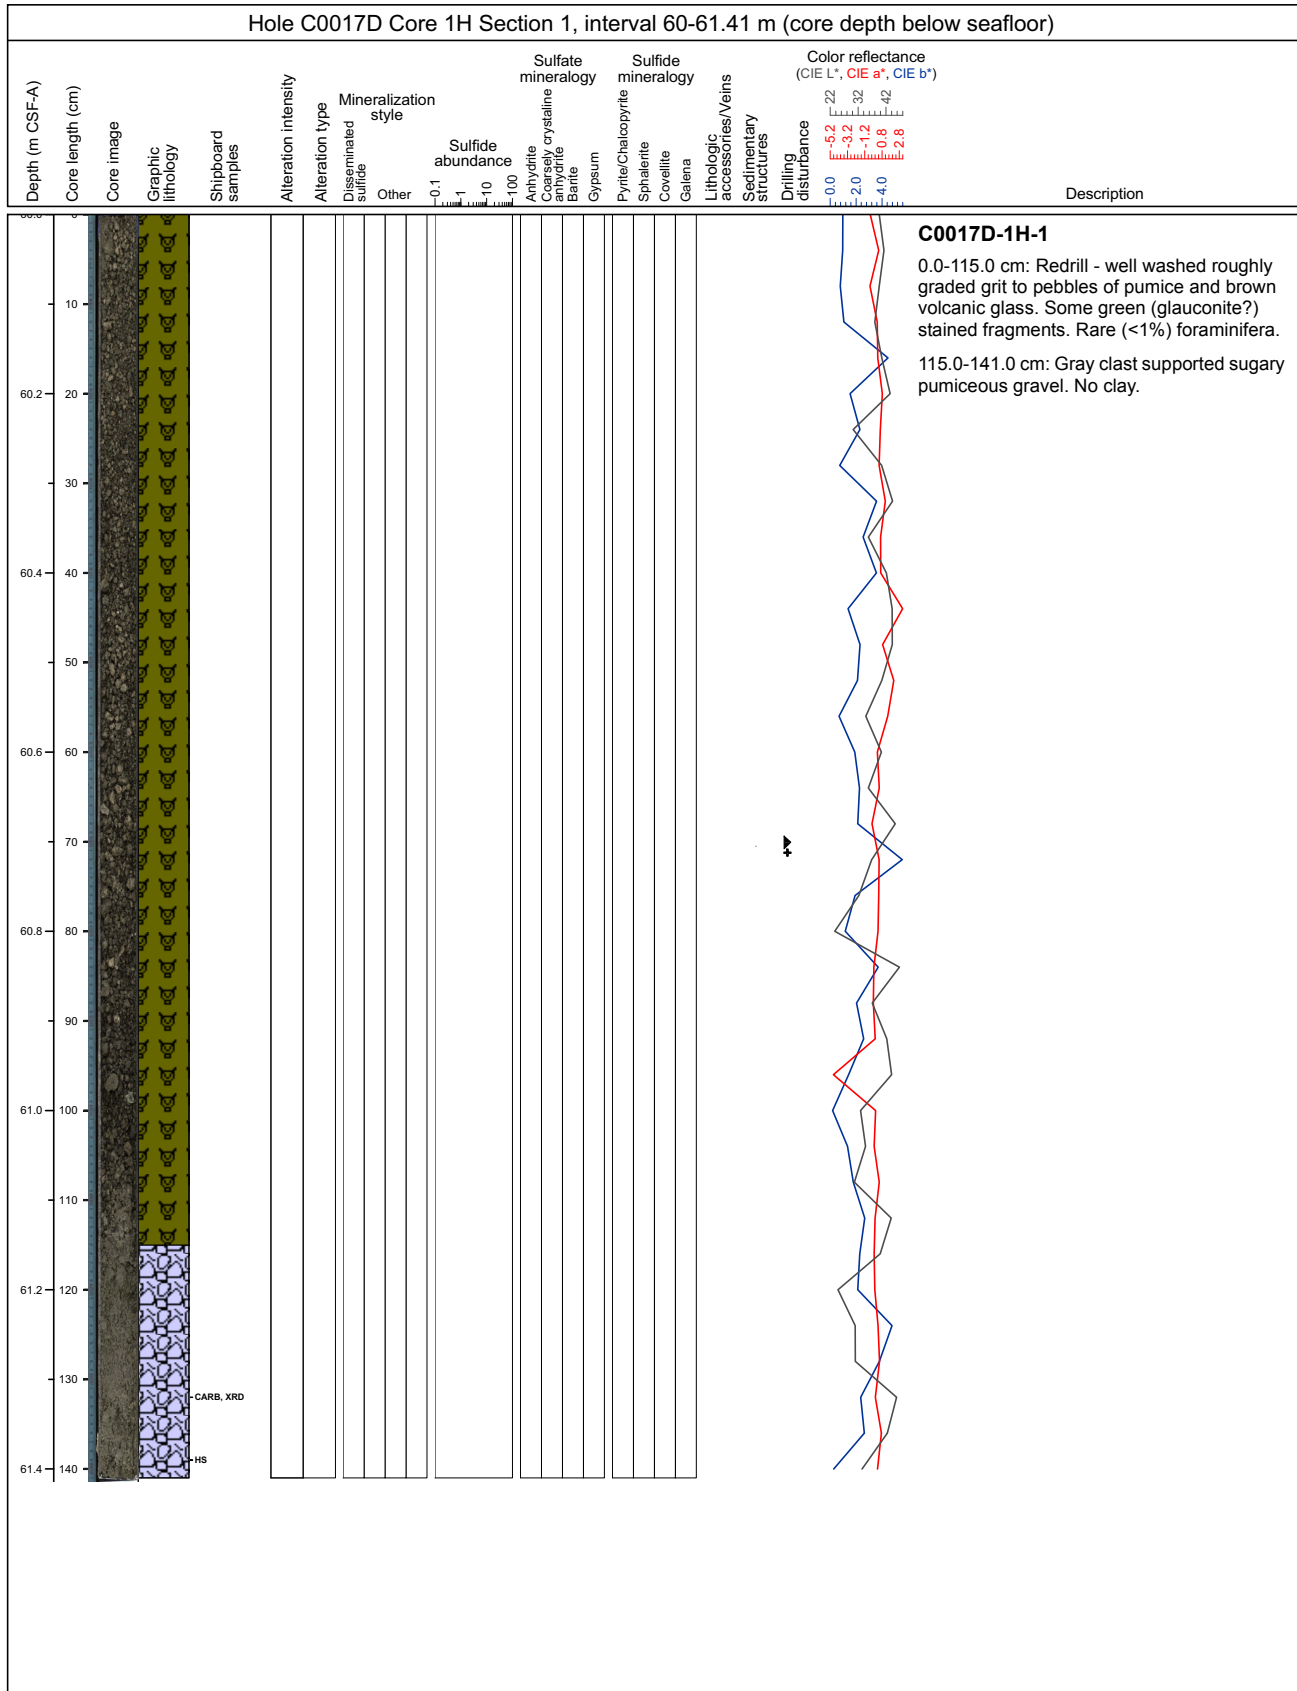 Hole C0017D Core 1H Section 1, interval 60-61.41 m (core depth below seafloor)
Depth (m CSF-A)
Core length (cm)
Core image
Graphic
lithology
Shipboard
samples
Alteration intensity
Alteration type
Mineralization
style
Disseminated
sulfide
Other
Sulfide
abundance
0.1
1
10
100
Sulfate
mineralogy
Anhydrite
Coarsely crystaline
anhydrite
Barite
Gypsum
Sulfide
mineralogy
Pyrite/Chalcopyrite
Sphalerite
Covellite
Galena
Lithologic
accessories/Veins
Sedimentary
structures
Drilling
disturbance
Color reflectance
(CIE L*, CIE a*, CIE b*)
22
32
42
-5.2
-3.2
-1.2
0.8
2.8
0.0
2.0
4.0
Description
C0017D-1H-1
0.0-115.0 cm: Redrill - well washed roughly
graded grit to pebbles of pumice and brown
volcanic glass. Some green (glauconite?)
stained fragments. Rare (<1%) foraminifera.
115.0-141.0 cm: Gray clast supported sugary
pumiceous gravel. No clay.
10
60.2
20
30
60.4
40
50
60.6
60
70
60.8
80
90
61.0
100
110
61.2
120
130
CARB, XRD
HS
61.4
140